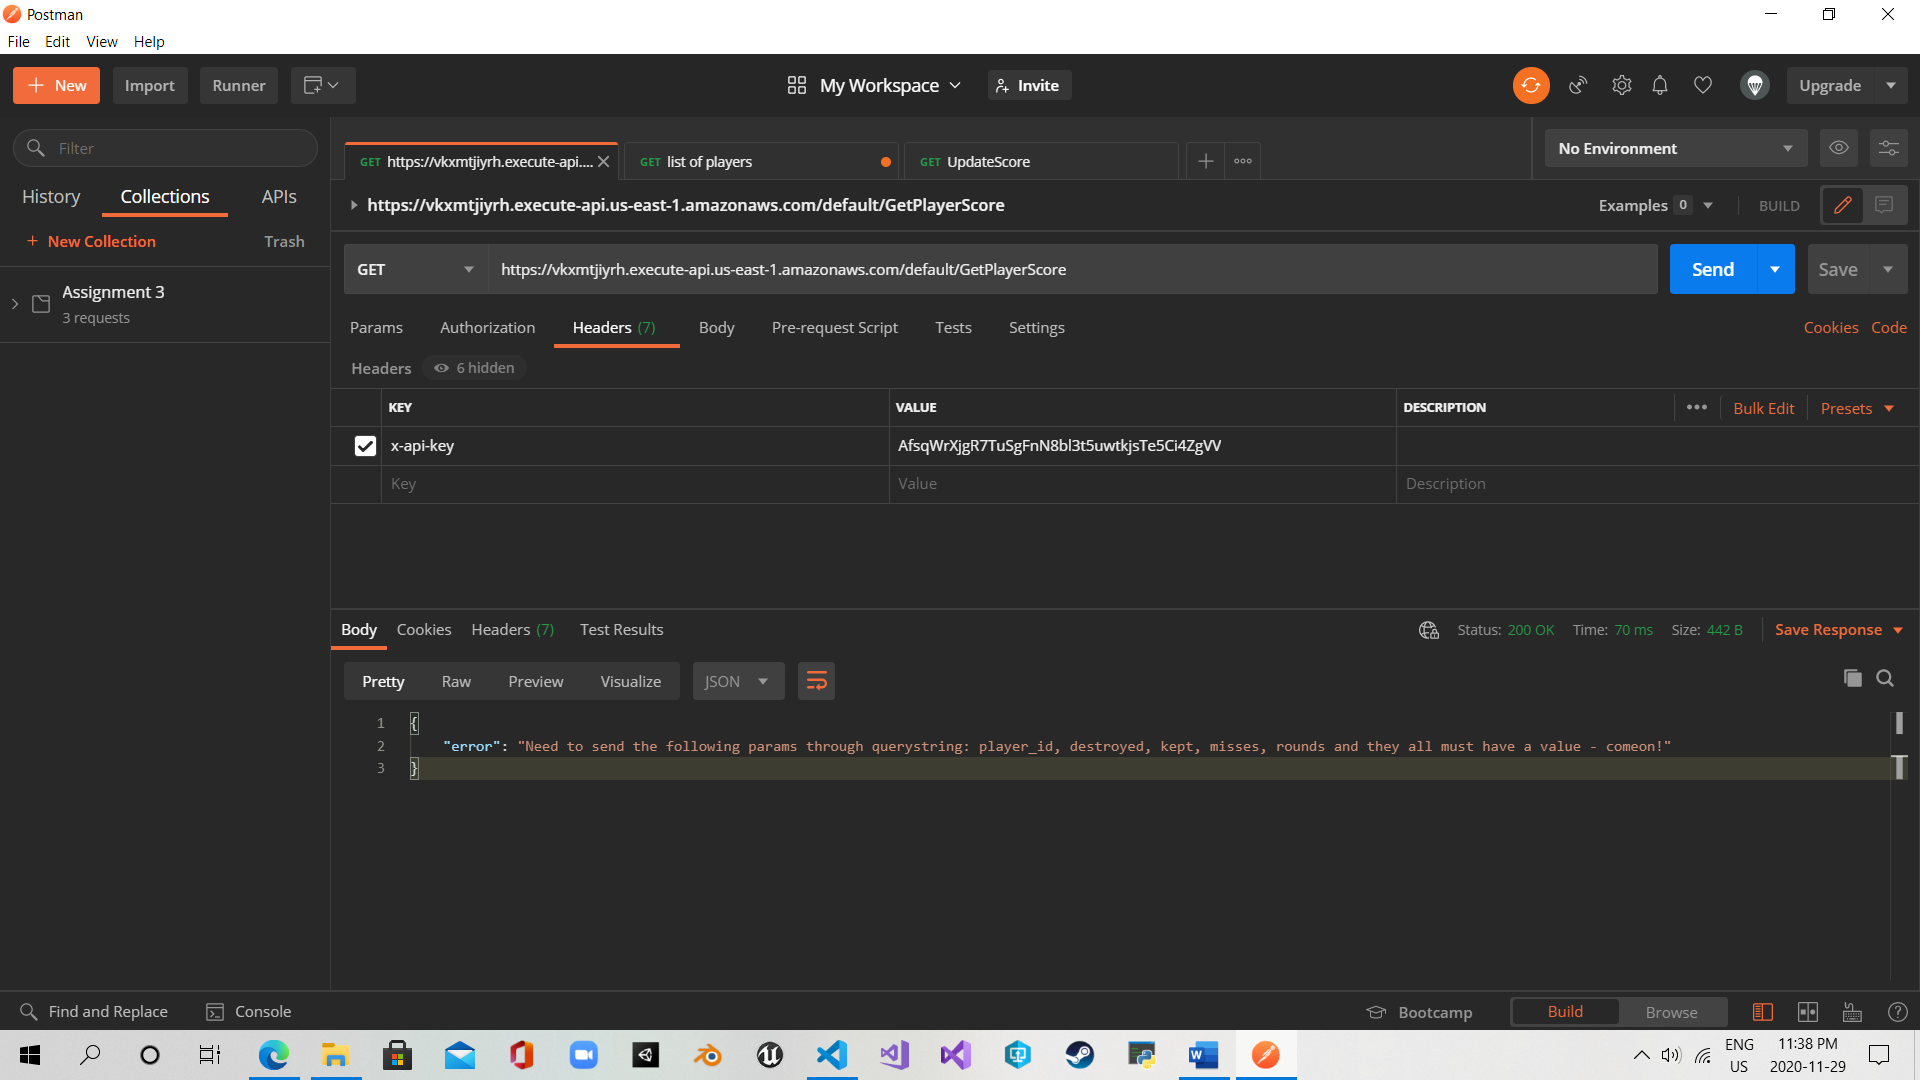 Postman
File Edit View Help
New Import Runner My Workspace Invite Upgrade
Filter
History Collections APIs
+ New Collection Trash
Assignment 3
3 requests
GET https://vkxmtjiyrh.execute-api.... GET list of players GET UpdateScore No Environment
https://vkxmtjiyrh.execute-api.us-east-1.amazonaws.com/default/GetPlayerScore Examples 0 BUILD
GET https://vkxmtjiyrh.execute-api.us-east-1.amazonaws.com/default/GetPlayerScore Send Save
Params Authorization Headers (7) Body Pre-request Script Tests Settings Cookies Code
Headers 6 hidden
KEY VALUE DESCRIPTION ••• Bulk Edit Presets
x-api-key AfsqWrXjgR7TuSgFnN8bl3t5uwtkjsTe5Ci4ZgVV
Key Value Description
Body Cookies Headers (7) Test Results Status: 200 OK Time: 70 ms Size: 442 B Save Response
Pretty Raw Preview Visualize JSON
1 {
2 "error": "Need to send the following params through querystring: player_id, destroyed, kept, misses, rounds and they all must have a value - comeon!"
3 }
Find and Replace Console Bootcamp Build Browse
ENG 11:38 PM
US 2020-11-29